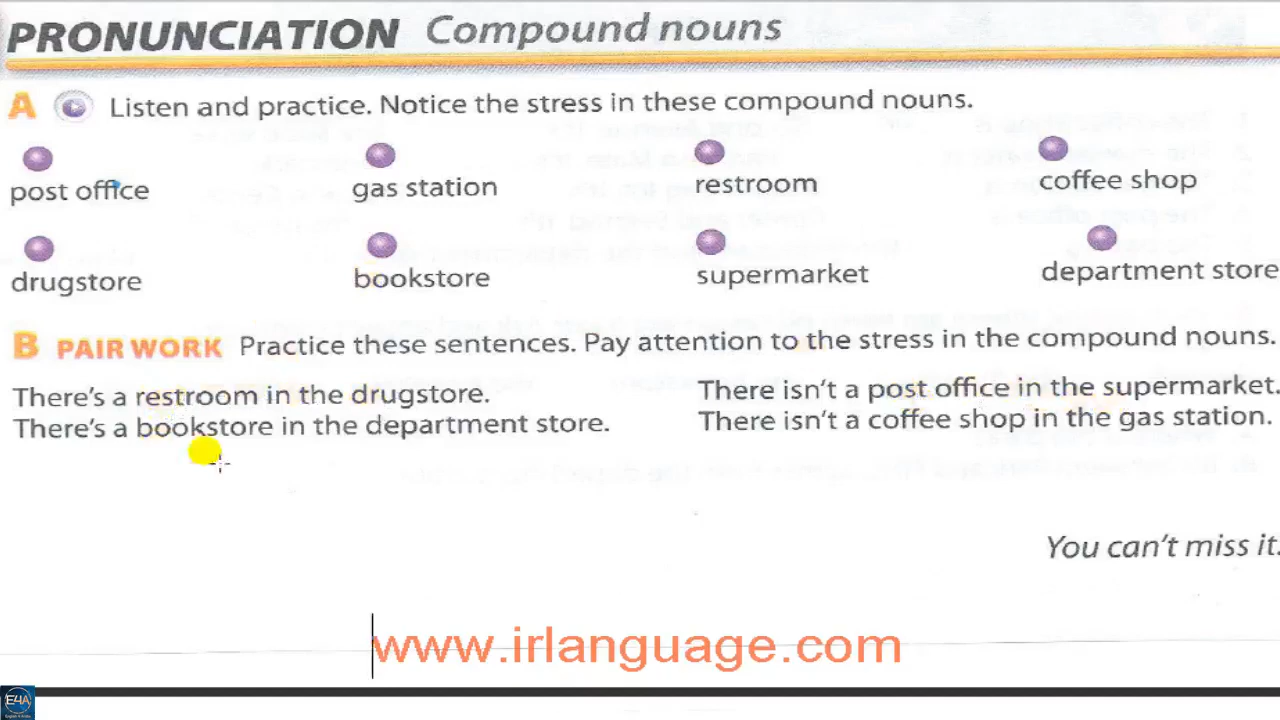 PRONUNCIATION Compound nouns
A Listen and practice. Notice the stress in these compound nouns.
post office gas station restroom coffee shop
drugstore bookstore supermarket department store
B PAIR WORK Practice these sentences. Pay attention to the stress in the compound nouns.
There's a restroom in the drugstore. There isn't a post office in the supermarket.
There's a bookstore in the department store. There isn't a coffee shop in the gas station.
You can't miss it.
www.irlanguage.com
E4A